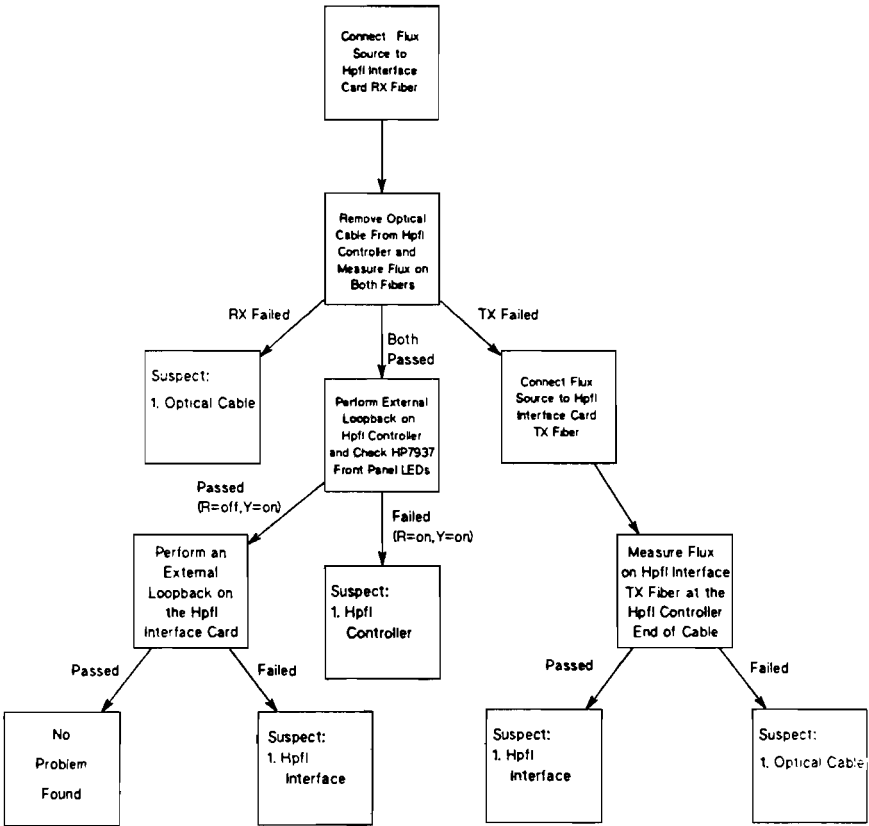 Connect Flux
Source to
Hpfl Interface
Card RX Fiber
Remove Optical
Cable From Hpfl
Controller and
Measure Flux on
Both Fibers
RX Failed
Both
Passed
TX Failed
Suspect:
1. Optical Cable
Perform External
Loopback on
Hpfl Controller
and Check HP7937
Front Panel LEDs
Connect Flux
Source to Hpfl
Interface Card
TX Fiber
Passed
(R=off,Y=on)
Failed
(R=on,Y=on)
Perform an
External
Loopback on
the Hpfl
Interface Card
Suspect:
1. Hpfl
Controller
Measure Flux
on Hpfl Interface
TX Fiber at the
Hpfl Controller
End of Cable
Passed
Failed
Passed
Failed
No
Problem
Found
Suspect:
1. Hpfl
Interface
Suspect:
1. Hpfl
Interface
Suspect:
1. Optical Cable